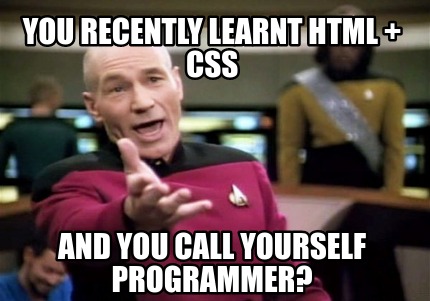 YOU RECENTLY LEARNT HTML +
CSS
AND YOU CALL YOURSELF
PROGRAMMER?